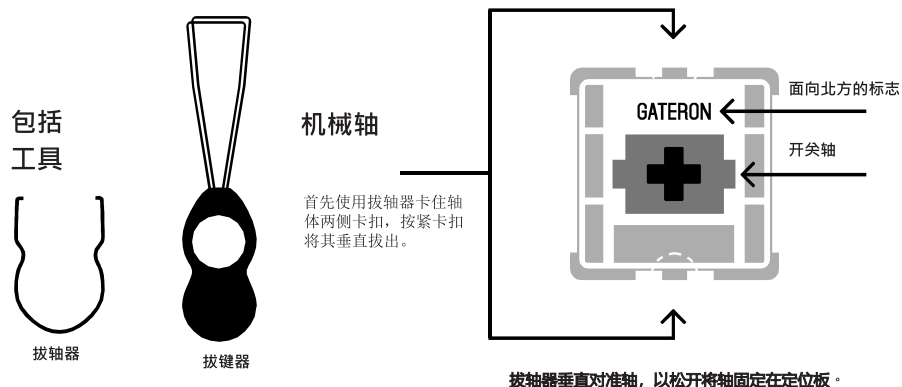 包括
工具
拔轴器
拔键器
机械轴
首先使用拔轴器卡住轴
体两侧卡扣，按紧卡扣
将其垂直拔出。
GATERON
面向北方的标志
开关轴
拔轴器垂直对准轴，以松开将轴固定在定位板。